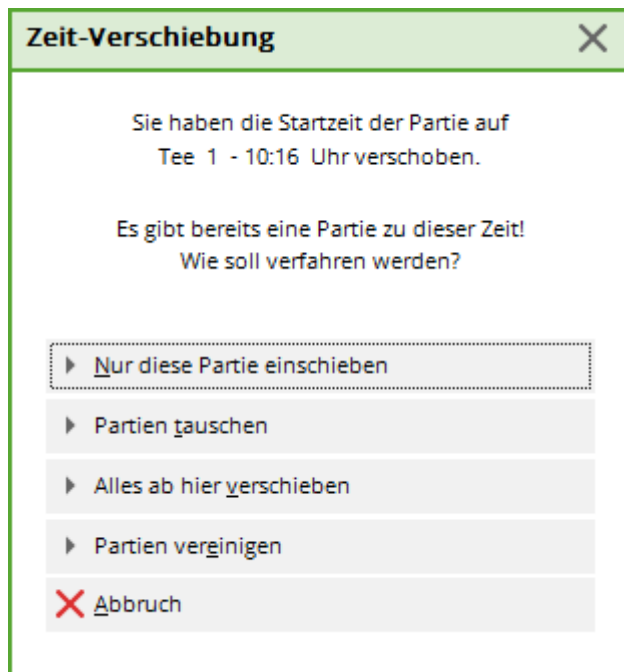 Zeit-Verschiebung
Sie haben die Startzeit der Partie auf
Tee 1 - 10:16 Uhr verschoben.
Es gibt bereits eine Partie zu dieser Zeit!
Wie soll verfahren werden?
Nur diese Partie einschieben
Partien tauschen
Alles ab hier verschieben
Partien vereinigen
Abbruch